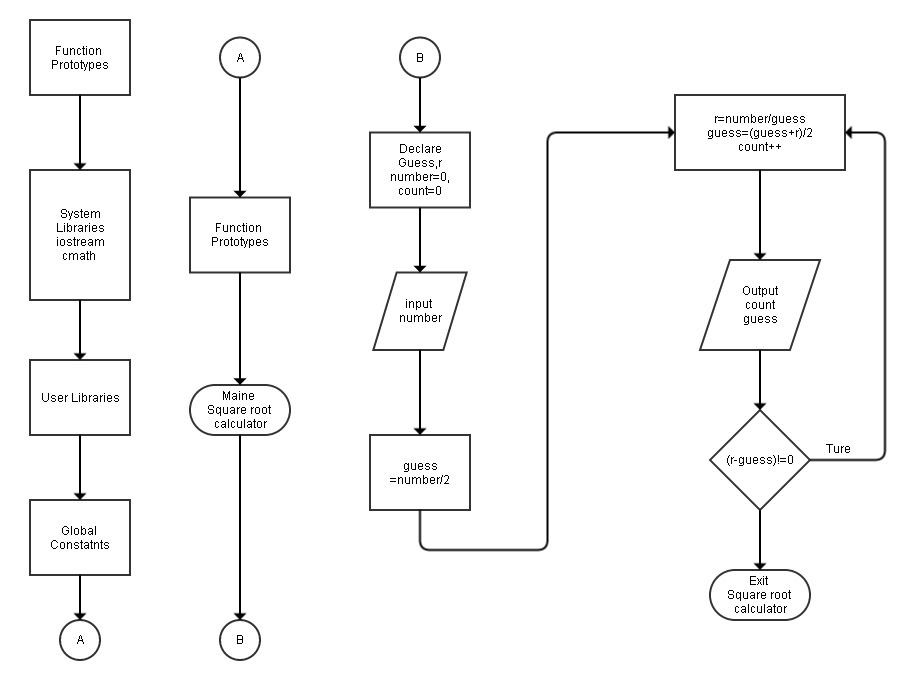 Function
Prototypes
System
Libraries
iostream
cmath
User Libraries
Global
Constatnts
A
A
Function
Prototypes
Maine
Square root
calculator
B
B
Declare
Guess,r
number=0,
count=0
input
number
guess
=number/2
r=number/guess
guess=(guess+r)/2
count++
Output
count
guess
(r-guess)!=0
Ture
Exit
Square root
calculator